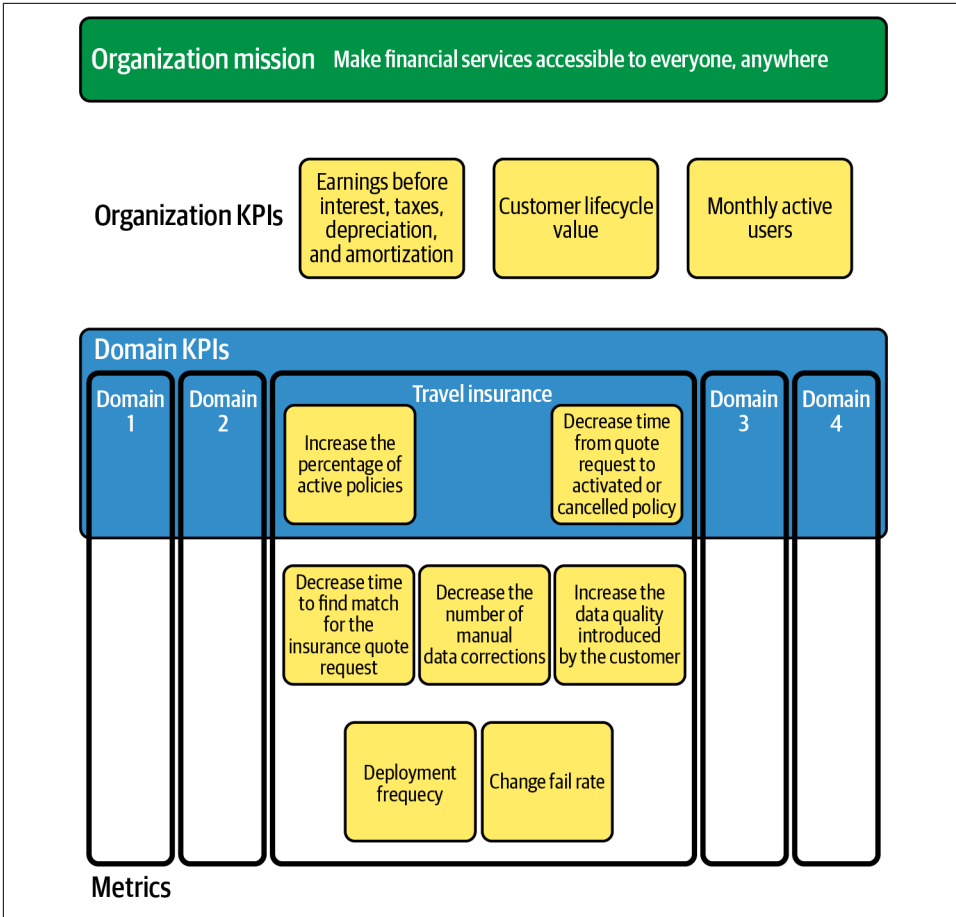 Organization mission Make financial services accessible to everyone, anywhere
Organization KPIs
Earnings before
interest, taxes,
depreciation,
and amortization
Customer lifecycle
value
Monthly active
users
Domain KPIs
Domain
1
Domain
2
Travel insurance
Increase the
percentage of
active policies
Decrease time
from quote
request to
activated or
cancelled policy
Domain
3
Domain
4
Decrease time
to find match
for the
insurance quote
request
Decrease the
number of
manual
data corrections
Increase the
data quality
introduced
by the customer
Deployment
frequecy
Change fail rate
Metrics